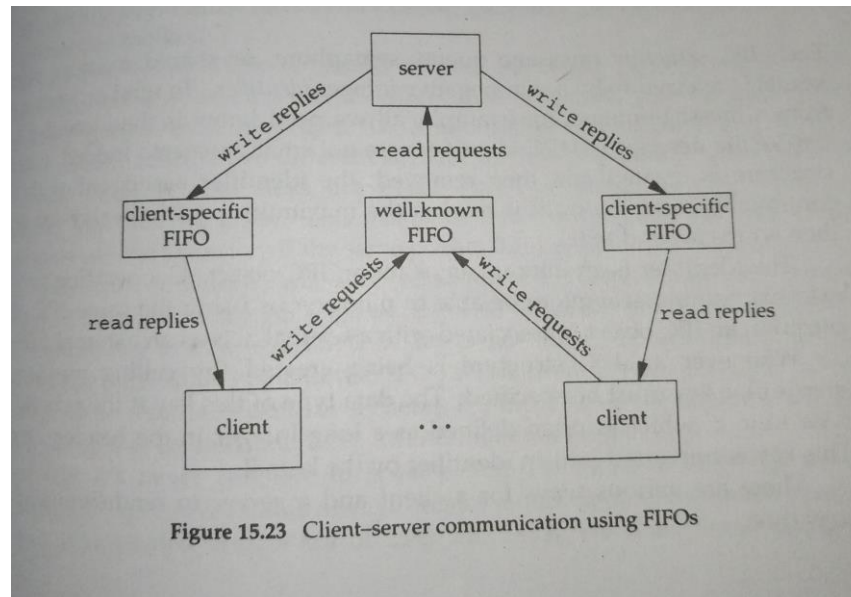 server
write replies
write replies
read requests
client-specific
FIFO
well-known
FIFO
client-specific
FIFO
read replies
write requests
write requests
read replies
client
...
client
Figure 15.23 Client–server communication using FIFOs